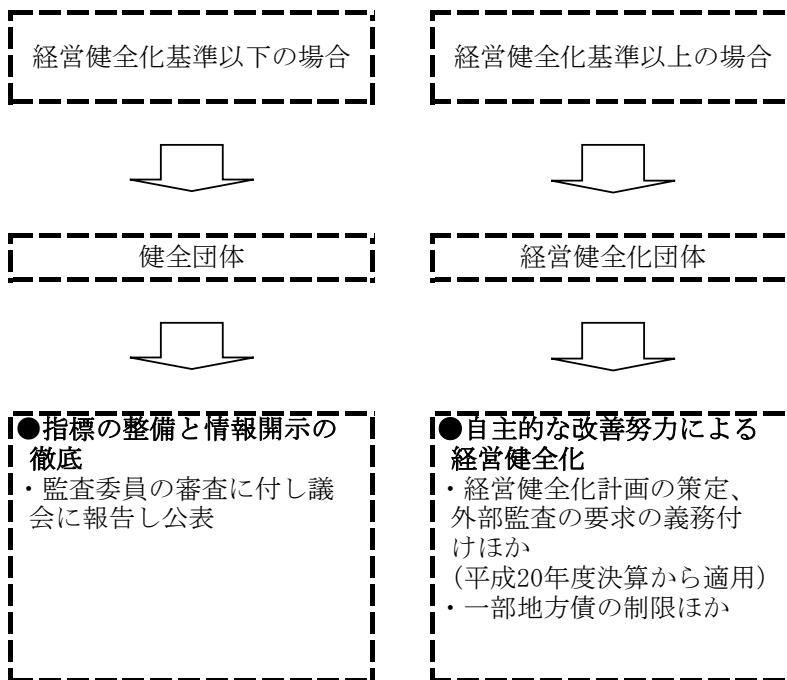 経営健全化基準以下の場合
健全団体
●指標の整備と情報開示の
徹底
・監査委員の審査に付し議
会に報告し公表
経営健全化基準以上の場合
経営健全化団体
●自主的な改善努力による
経営健全化
・経営健全化計画の策定、
外部監査の要求の義務付
けほか
（平成20年度決算から適用）
・一部地方債の制限ほか